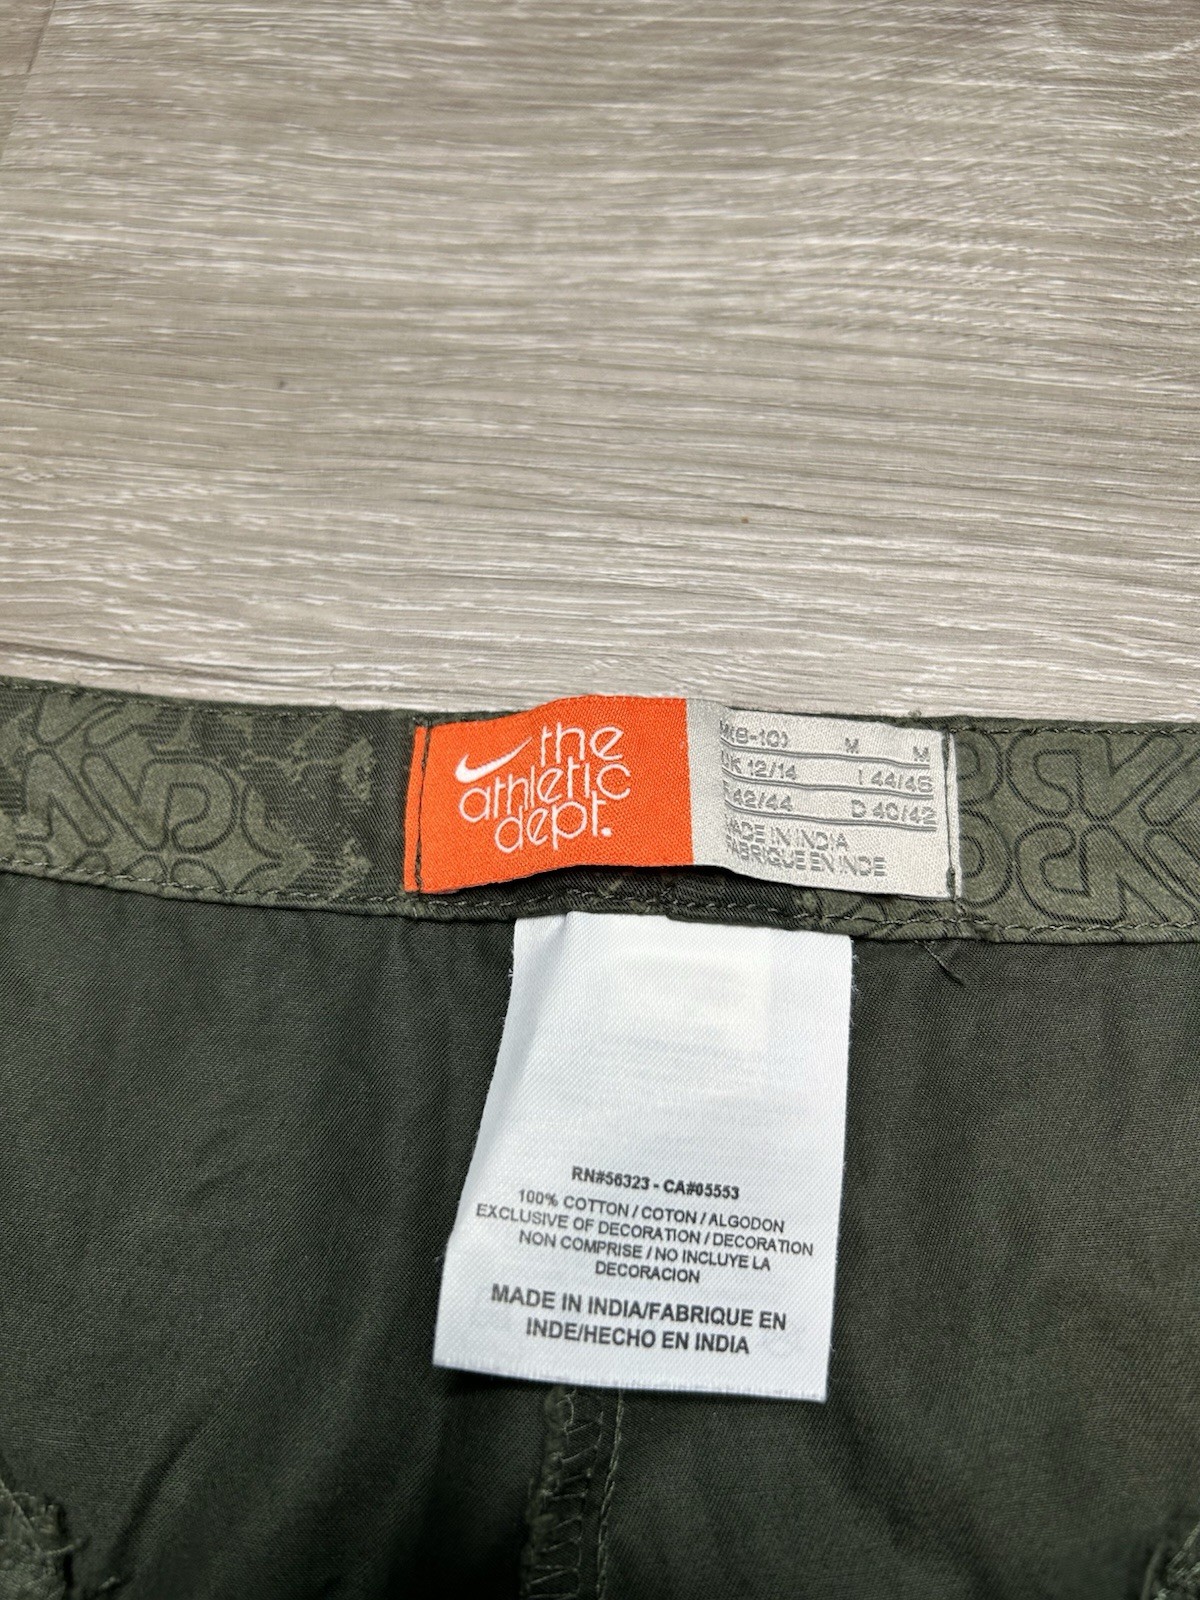 the
athletic
dept.
M(8-10) M M
UK 12/14 I 44/46
F 42/44 D 40/42
MADE IN INDIA
FABRIQUE EN INDE
RN#56323 - CA#05553
100% COTTON / COTON / ALGODON
EXCLUSIVE OF DECORATION / DECORATION
NON COMPRISE / NO INCLUYE LA
DECORACION
MADE IN INDIA/FABRIQUE EN
INDE/HECHO EN INDIA